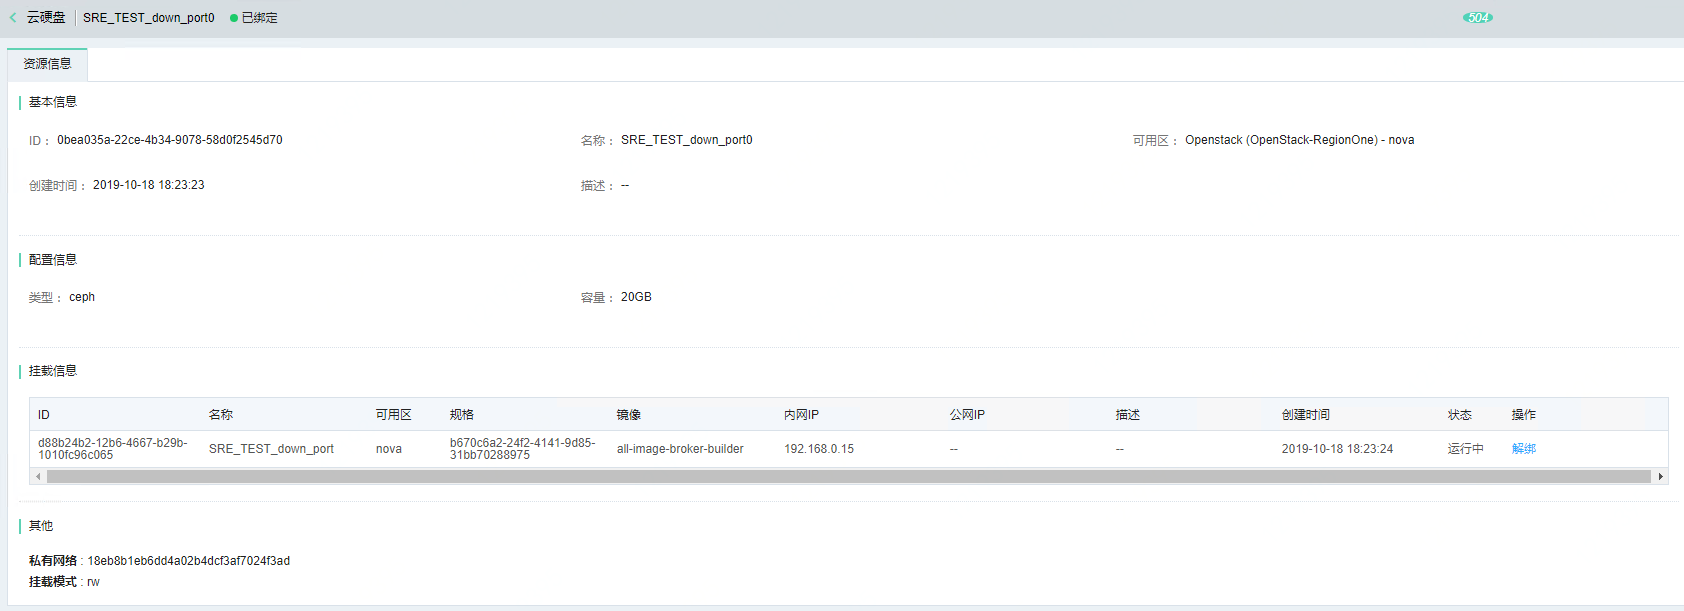 云硬盘 SRE_TEST_down_port0 已绑定 504
资源信息
基本信息
ID： 0bea035a-22ce-4b34-9078-58d0f2545d70 名称： SRE_TEST_down_port0 可用区： Openstack (OpenStack-RegionOne) - nova
创建时间： 2019-10-18 18:23:23 描述： --
配置信息
类型： ceph 容量： 20GB
挂载信息
ID 名称 可用区 规格 镜像 内网IP 公网IP 描述 创建时间 状态 操作
d88b24b2-12b6-4667-b29b-1010fc96c065 SRE_TEST_down_port nova b670c6a2-24f2-4141-9d85-31bb70288975 all-image-broker-builder 192.168.0.15 -- -- 2019-10-18 18:23:24 运行中 解绑
其他
私有网络 : 18eb8b1eb6dd4a02b4dcf3af7024f3ad
挂载模式 : rw